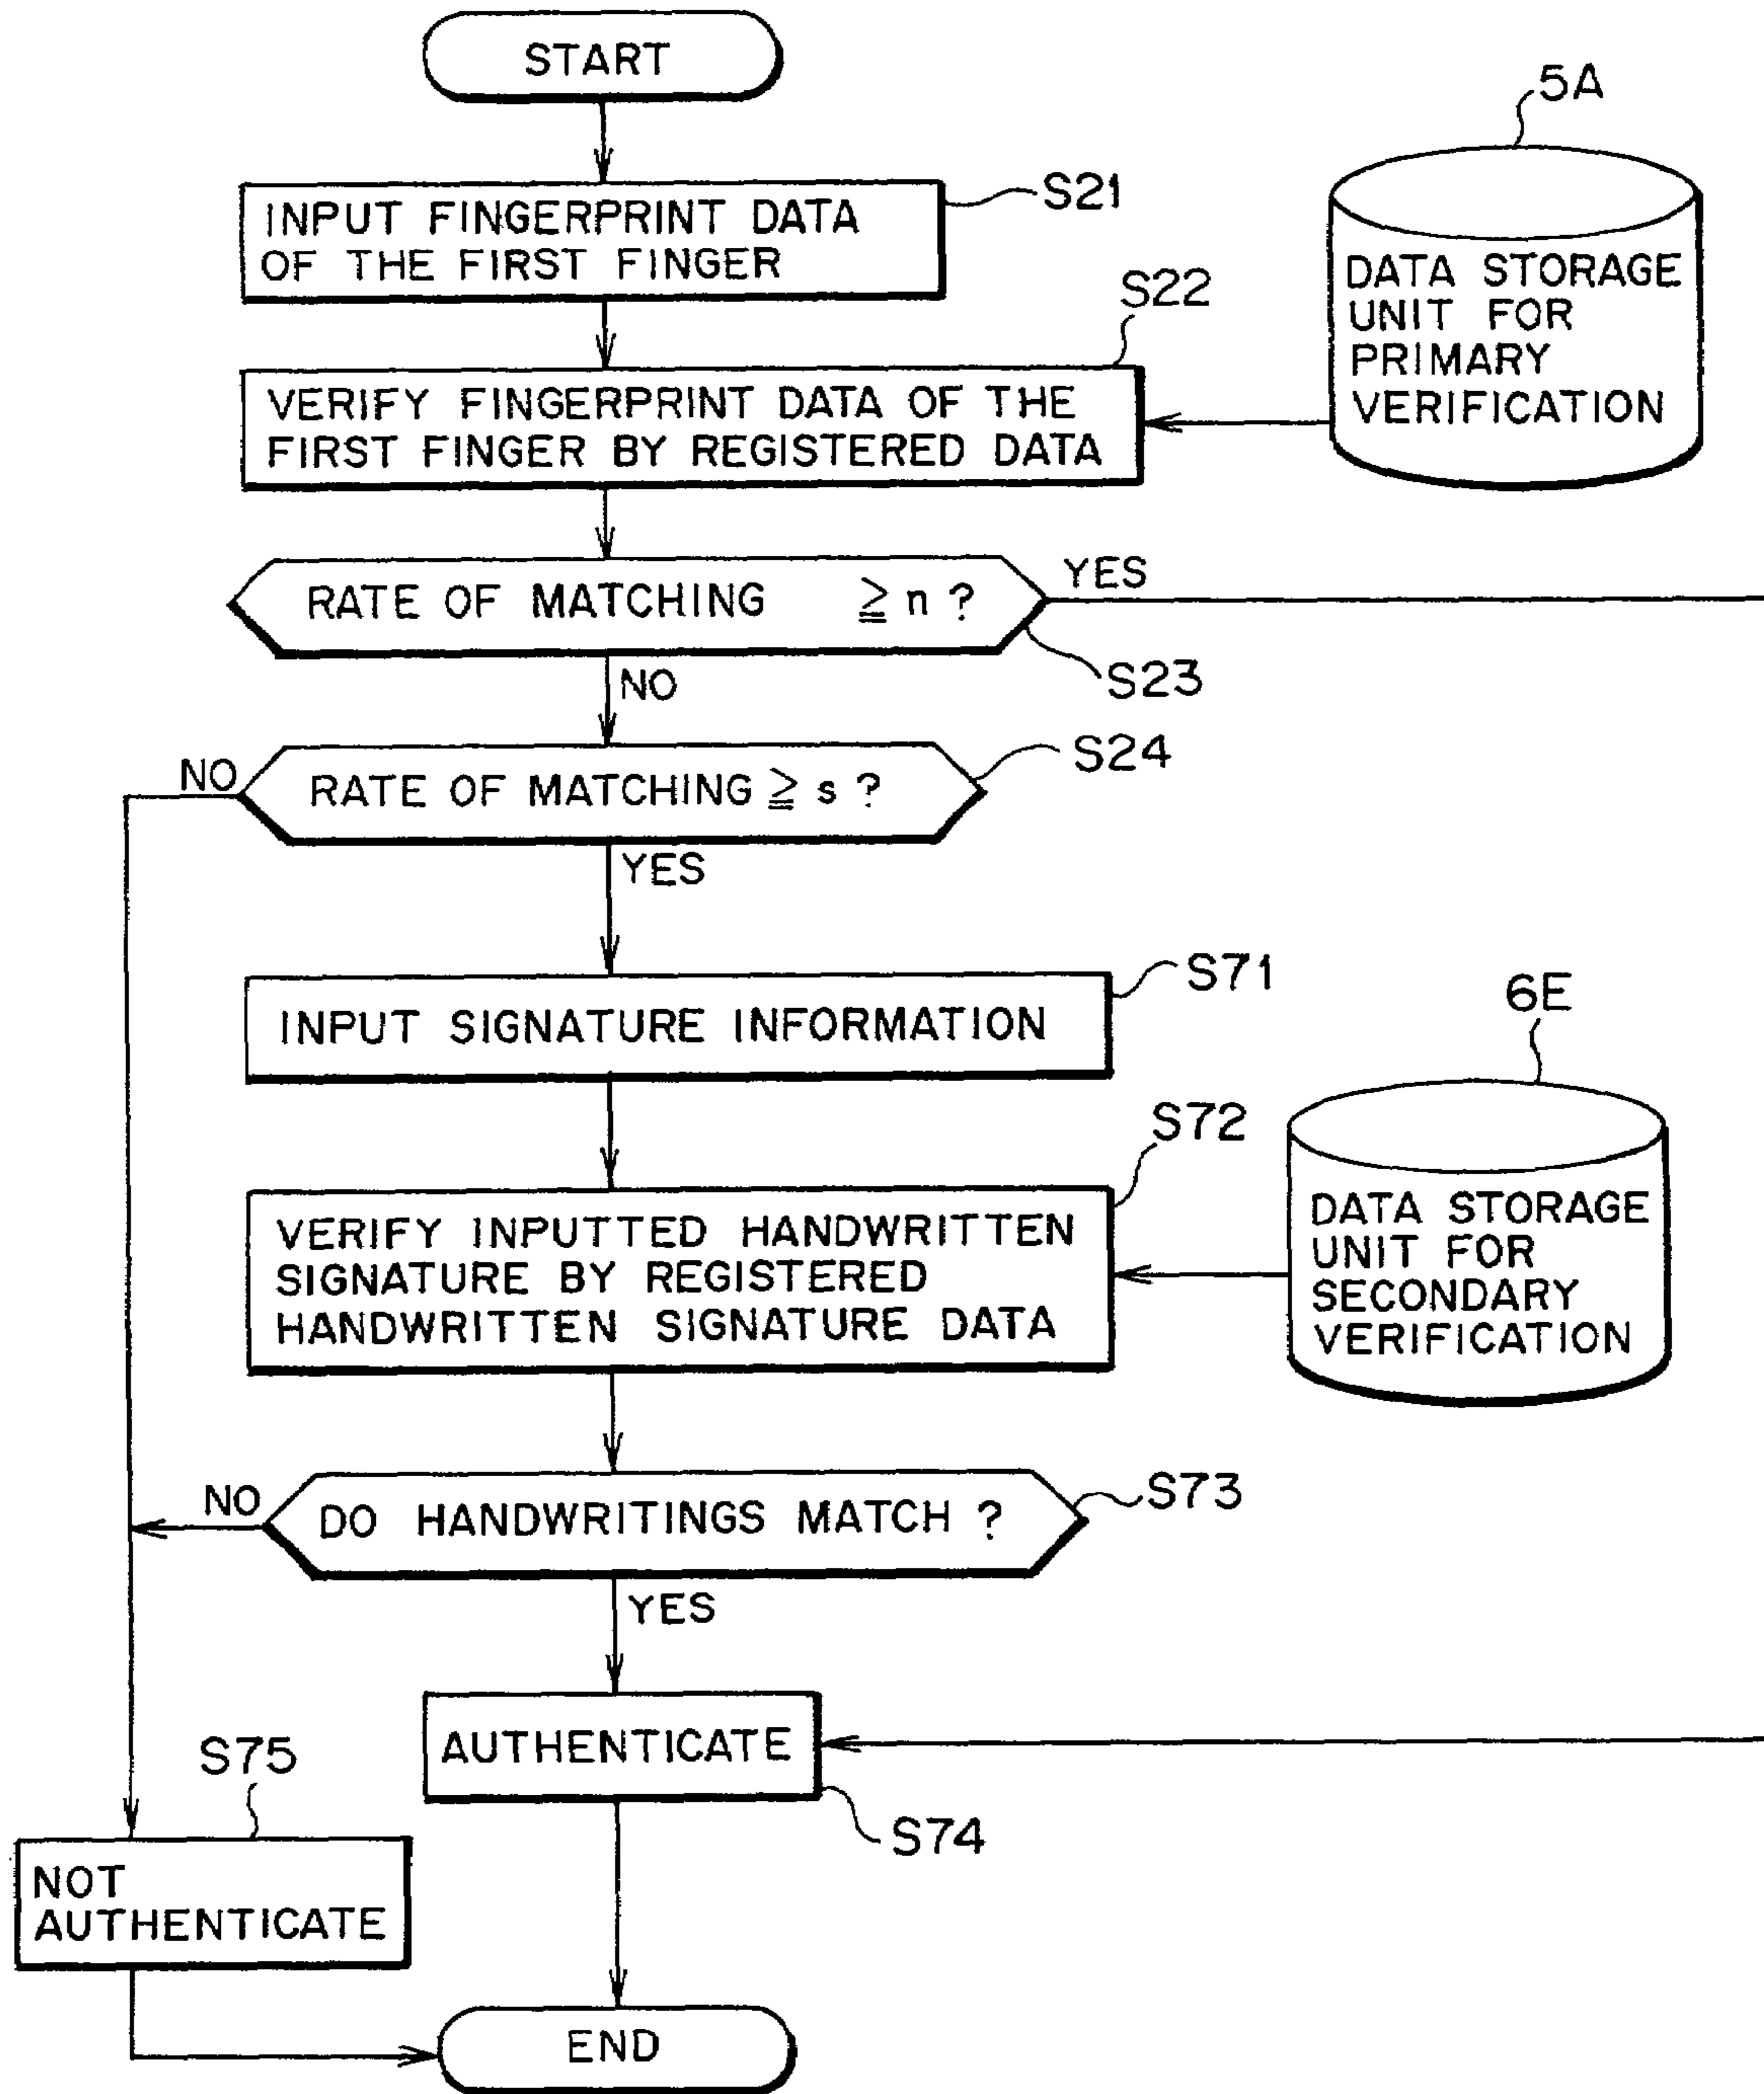 START
5A
S21
INPUT FINGERPRINT DATA
OF THE FIRST FINGER
S22
DATA STORAGE
UNIT FOR
PRIMARY
VERIFICATION
VERIFY FINGERPRINT DATA OF THE
FIRST FINGER BY REGISTERED DATA
RATE OF MATCHING ≧ n ?
YES
S23
NO
S24
NO
RATE OF MATCHING ≧ s ?
YES
S71
INPUT SIGNATURE INFORMATION
6E
S72
VERIFY INPUTTED HANDWRITTEN
SIGNATURE BY REGISTERED
HANDWRITTEN SIGNATURE DATA
DATA STORAGE
UNIT FOR
SECONDARY
VERIFICATION
NO
DO HANDWRITINGS MATCH ?
S73
YES
AUTHENTICATE
S75
S74
NOT
AUTHENTICATE
END